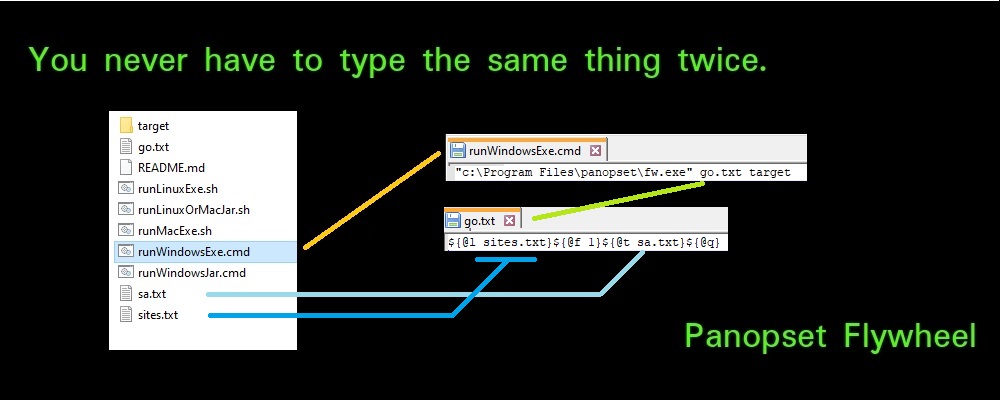 You never have to type the same thing twice.
target
go.txt
README.md
runLinuxExe.sh
runLinuxOrMacJar.sh
runMacExe.sh
runWindowsExe.cmd
runWindowsJar.cmd
sa.txt
sites.txt
runWindowsExe.cmd
"c:\Program Files\panopset\fw.exe" go.txt target
go.txt
${@l sites.txt}${@f l}${@t sa.txt}${@q}
Panopset Flywheel